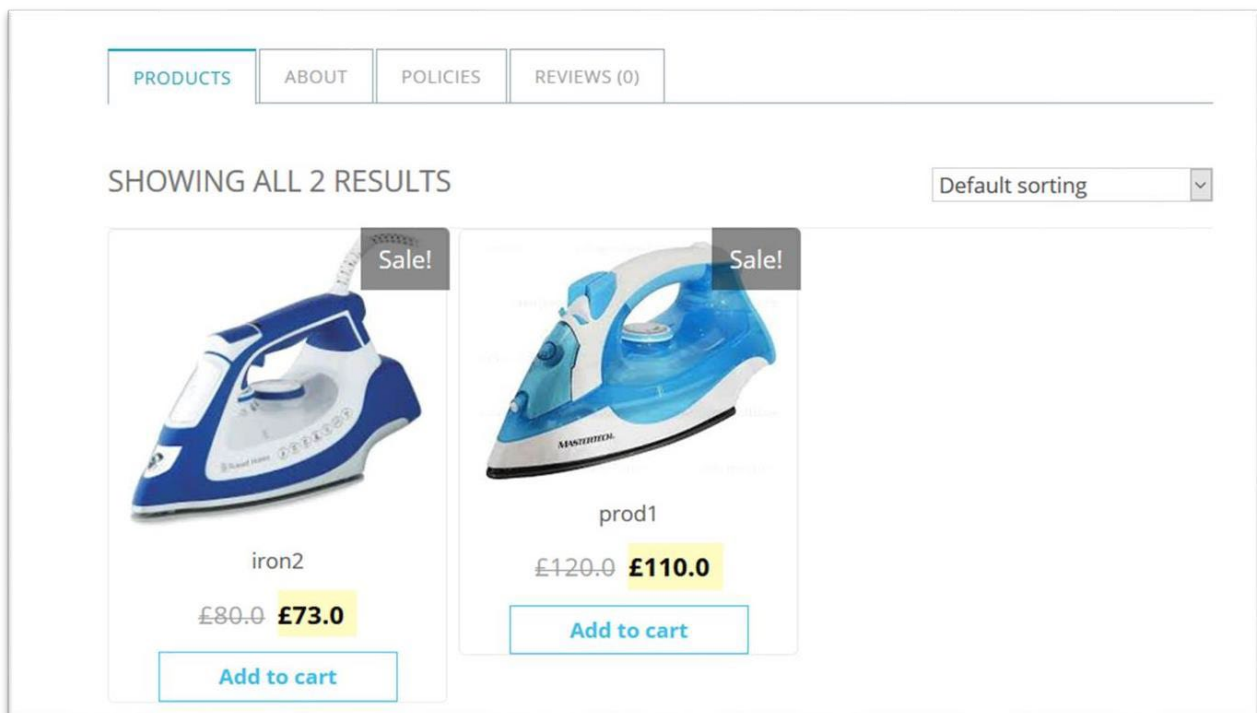 PRODUCTS
ABOUT
POLICIES
REVIEWS (0)
SHOWING ALL 2 RESULTS
Default sorting
Sale!
iron2
£80.0 £73.0
Add to cart
Sale!
MASTERTECH
prod1
£120.0 £110.0
Add to cart